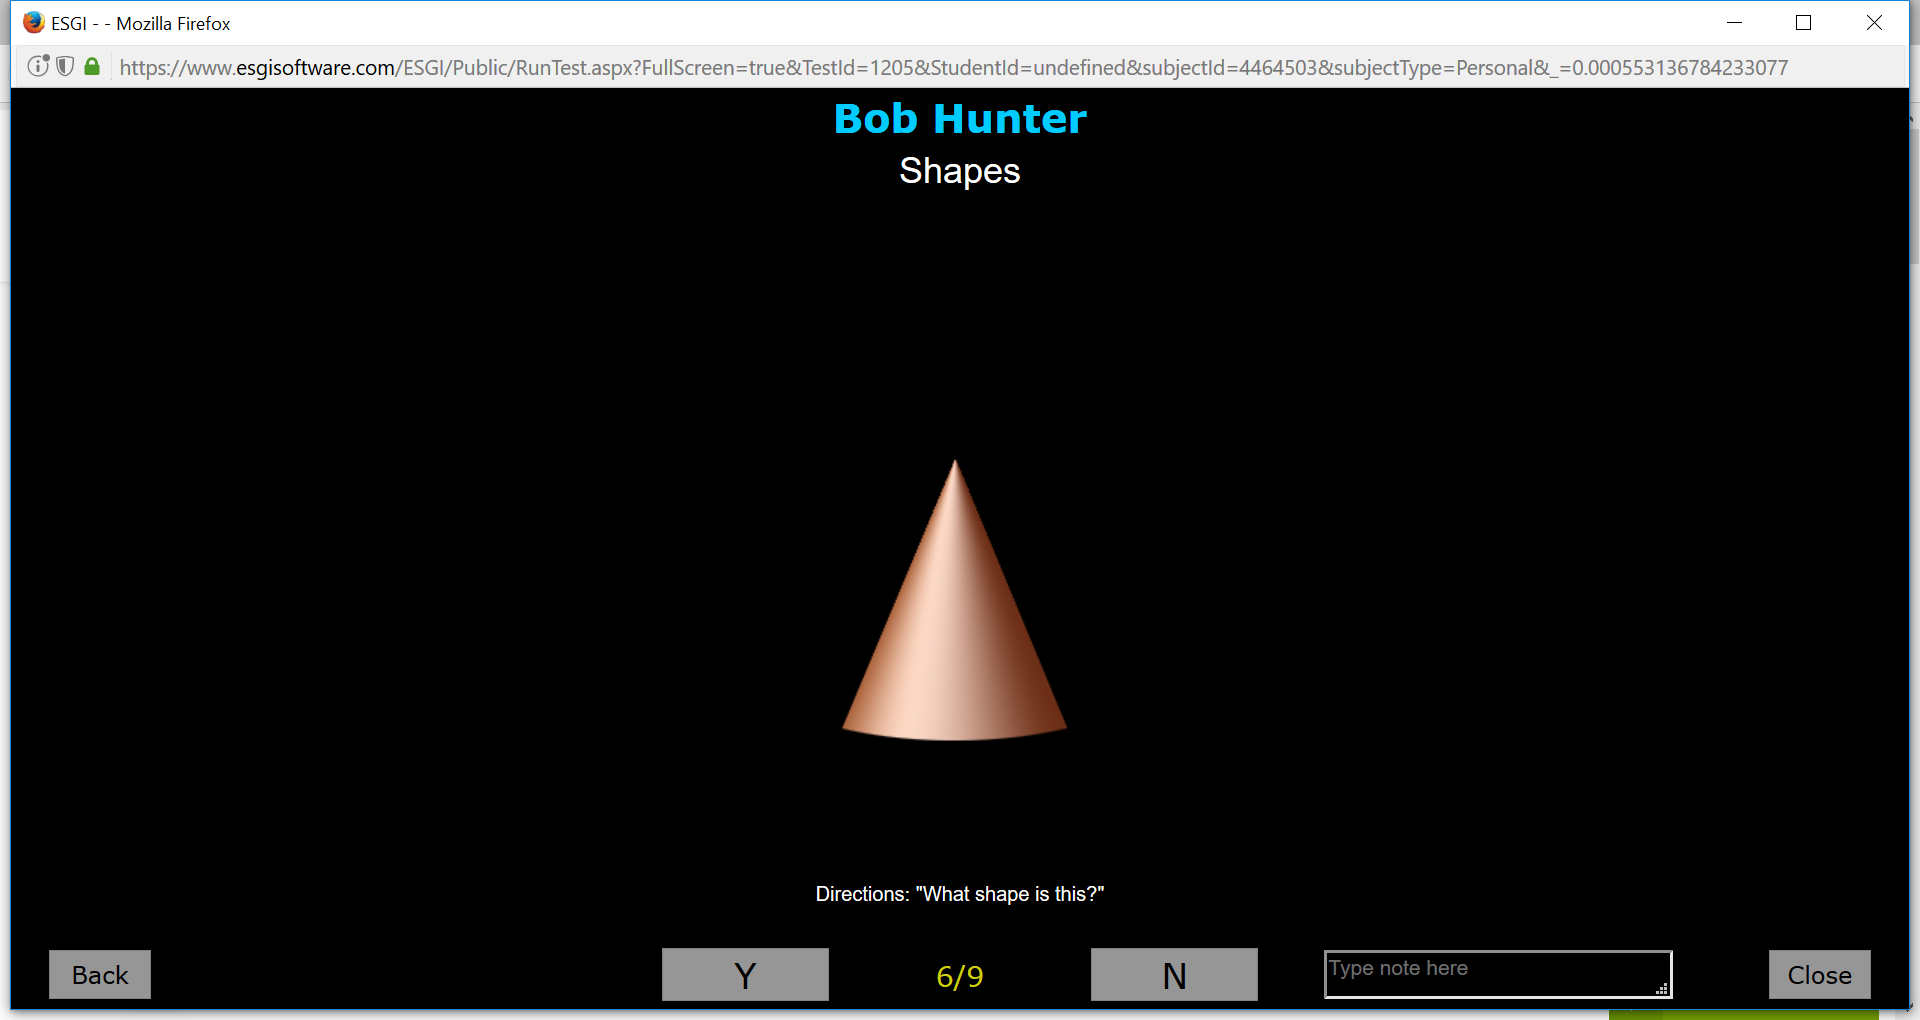 ESGI - - Mozilla Firefox
https://www.esgisoftware.com/ESGI/Public/RunTest.aspx?FullScreen=true&TestId=1205&StudentId=undefined&subjectId=4464503&subjectType=Personal&_=0.000553136784233077
Bob Hunter
Shapes
Directions: "What shape is this?"
Back Y 6/9 N Type note here Close